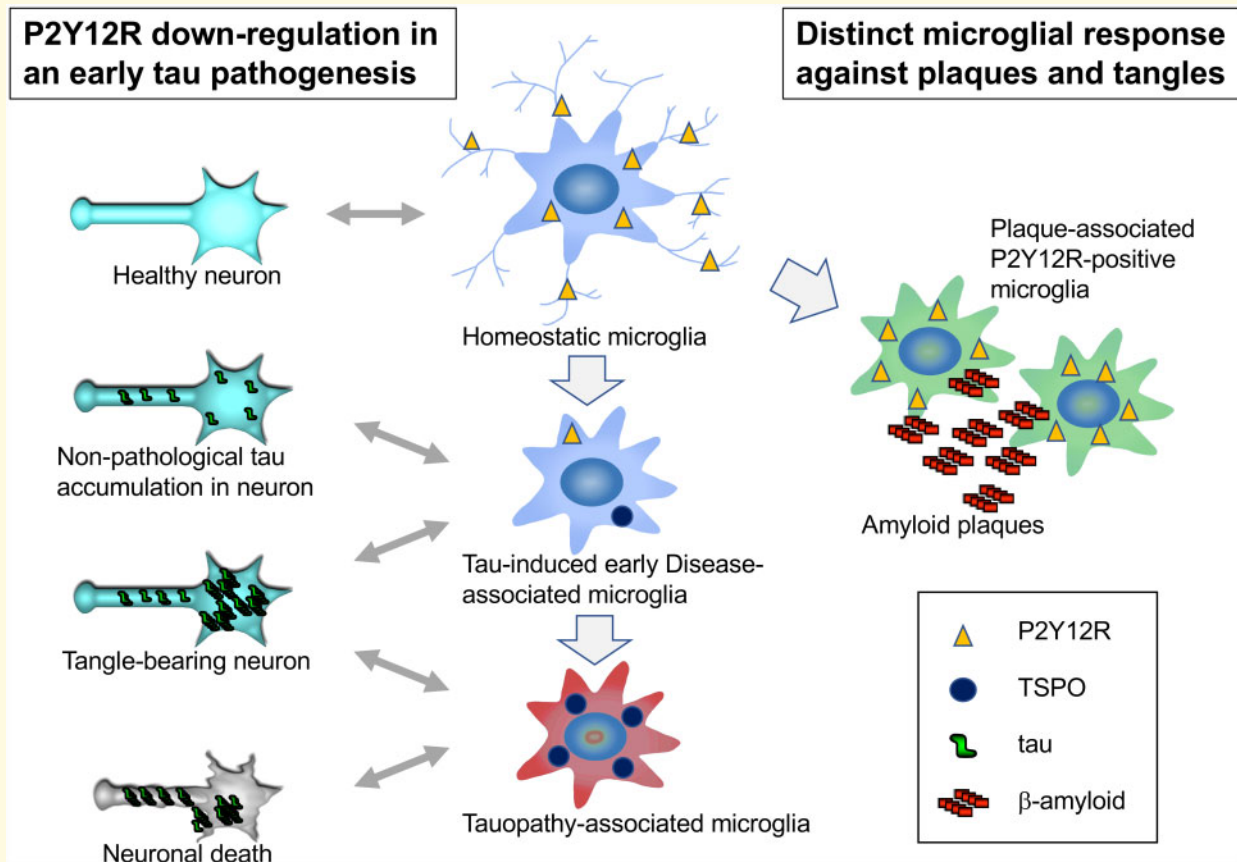 P2Y12R down-regulation in
an early tau pathogenesis
Distinct microglial response
against plaques and tangles
Healthy neuron
Homeostatic microglia
Plaque-associated
P2Y12R-positive
microglia
Non-pathological tau
accumulation in neuron
Tau-induced early Disease-
associated microglia
Amyloid plaques
Tangle-bearing neuron
Tauopathy-associated microglia
Neuronal death
P2Y12R
TSPO
tau
β-amyloid